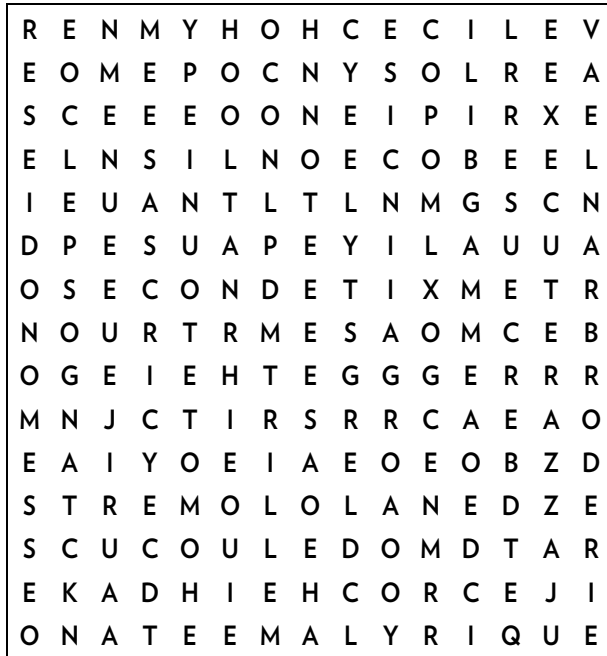 R E N M Y H O H C E C I L E V
E O M E P O C N Y S O L R E A
S C E E E O O N E I P I R X E
E L N S I L N O E C O B E E L
I E U A N T L T L N M G S C N
D P E S U A P E Y I L A U U A
O S E C O N D E T I X M E T R
N O U R T R M E S A O M C E B
O G E I E H T E G G G E R R R
M N J C T I R S R R C A E A O
E A I Y O E I A E O E O B Z D
S T R E M O L O L A N E D Z E
S C U C O U L E D O M D T A R
E K A D H I E H C O R C E J I
O N A T E E M A L Y R I Q U E